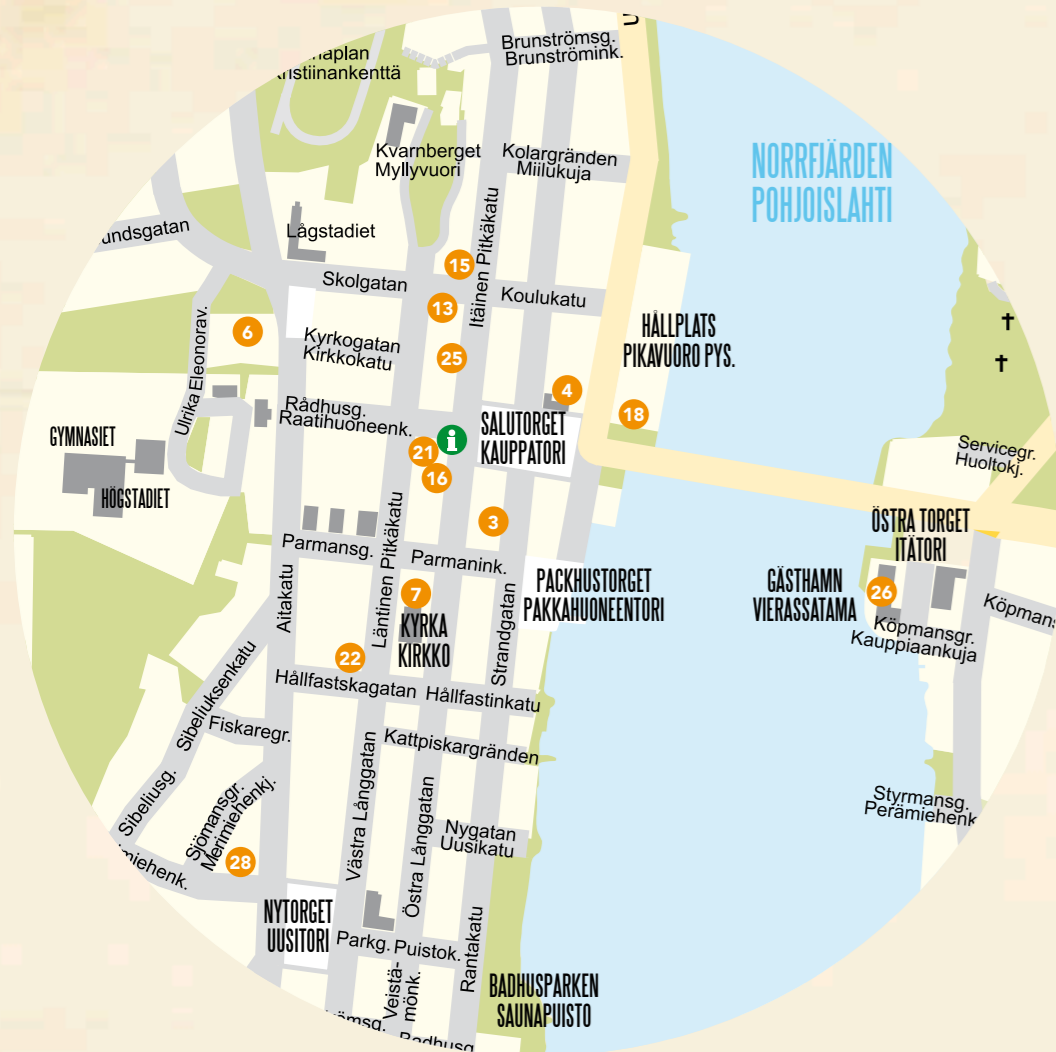 Brunströmsg.
Brunströmink.
Kristiinankenttä
Kvarnberget
Myllyvuori
Kolargränden
Miilukuja
NORRFJÄRDEN
POHJOISLAHTI
Lågstadiet
15
Skolgatan
Itäinen Pitkäkatu
Koulukatu
13
6
Kyrkogatan
Kirkkokatu
25
HÅLLPLATS
PIKAVUORO PYS.
Ulrika Eleonorav.
4
18
Rådhusg.
Raatihuoneenk.
i
SALUTORGET
KAUPPATORI
GYMNASIET
HÖGSTADIET
21
16
3
Servicegr.
Huoltokj.
ÖSTRA TORGET
ITÄTORI
Parmansg.
Parmanink.
Aitakatu
Läntinen Pitkäkatu
7
KYRKA
KIRKKO
Strandgatan
PACKHUSTORGET
PAKKAHUONEENTORI
GÄSTHAMN
VIERASSATAMA
26
Köpmansgr.
Kauppiaankuja
22
Hållfastskagatan
Hållfastinkatu
Sibeliuksenkatu
Fiskaregr.
Kattpiskargränden
Sibeliusg.
Sjömansgr.
Merimiehenkj.
28
Västra Långgatan
Östra Långgatan
Nygatan
Uusikatu
Styrmansg.
NYTORGET
UUSITORI
Parkg.
Puistok.
Rantakatu
Veistä-
mönk.
BADHUSPARKEN
SAUNAPUISTO